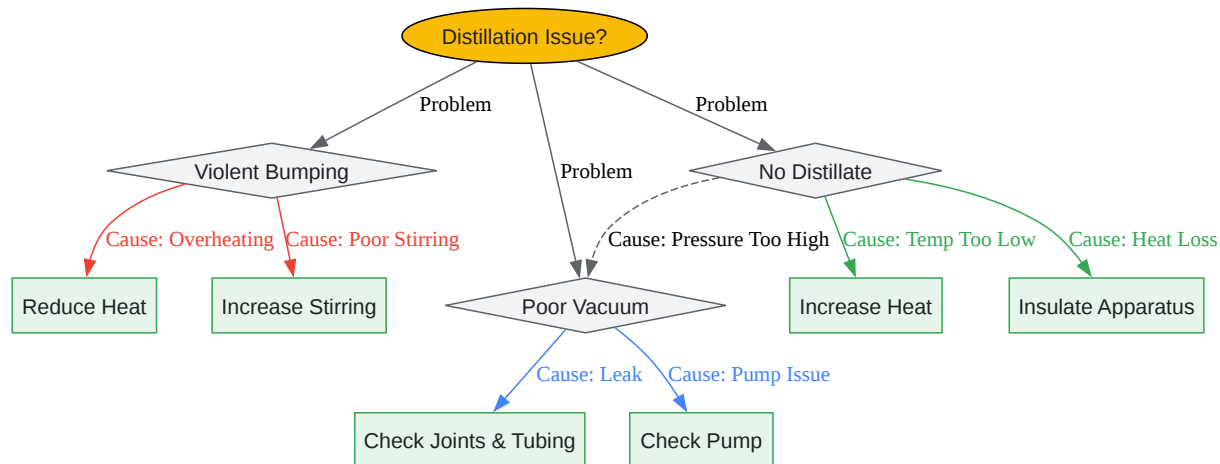 Distillation Issue?
Problem
Problem
Problem
Violent Bumping
No Distillate
Cause: Overheating
Cause: Poor Stirring
Cause: Pressure Too High
Cause: Temp Too Low
Cause: Heat Loss
Reduce Heat
Increase Stirring
Poor Vacuum
Increase Heat
Insulate Apparatus
Cause: Leak
Cause: Pump Issue
Check Joints & Tubing
Check Pump